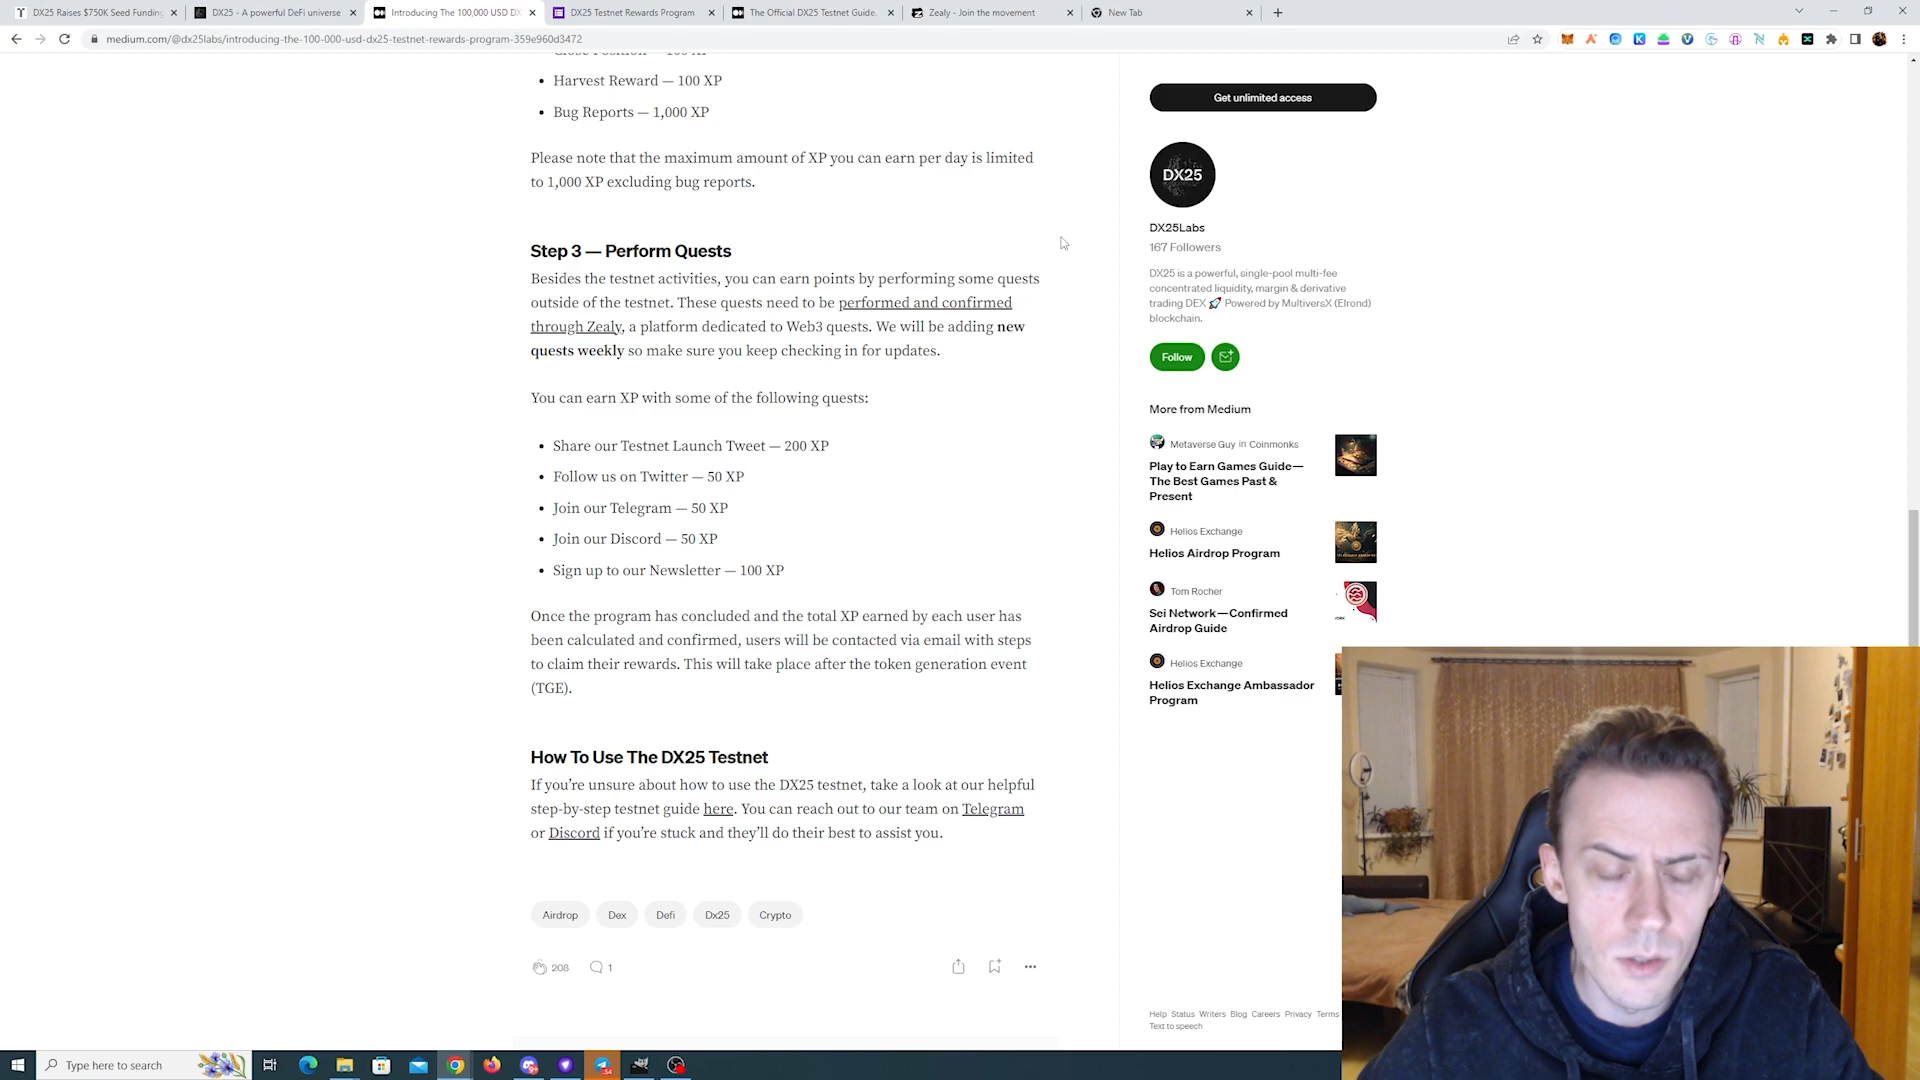 DX25 Raises $750K Seed Funding
DX25 - A powerful DeFi universe
Introducing The 100,000 USD DX
DX25 Testnet Rewards Program
The Official DX25 Testnet Guide.
Zealy - Join the movement
New Tab
medium.com/@dx25labs/introducing-the-100-000-usd-dx25-testnet-rewards-program-359e960d3472
Harvest Reward — 100 XP
Bug Reports — 1,000 XP
Please note that the maximum amount of XP you can earn per day is limited
to 1,000 XP excluding bug reports.
Step 3 — Perform Quests
Besides the testnet activities, you can earn points by performing some quests
outside of the testnet. These quests need to be performed and confirmed
through Zealy, a platform dedicated to Web3 quests. We will be adding new
quests weekly so make sure you keep checking in for updates.
You can earn XP with some of the following quests:
Share our Testnet Launch Tweet — 200 XP
Follow us on Twitter — 50 XP
Join our Telegram — 50 XP
Join our Discord — 50 XP
Sign up to our Newsletter — 100 XP
Once the program has concluded and the total XP earned by each user has
been calculated and confirmed, users will be contacted via email with steps
to claim their rewards. This will take place after the token generation event
(TGE).
How To Use The DX25 Testnet
If you’re unsure about how to use the DX25 testnet, take a look at our helpful
step-by-step testnet guide here. You can reach out to our team on Telegram
or Discord if you’re stuck and they’ll do their best to assist you.
Airdrop
Dex
Defi
Dx25
Crypto
208
1
Get unlimited access
DX25
DX25Labs
167 Followers
DX25 is a powerful, single-pool multi-fee
concentrated liquidity, margin & derivative
trading DEX 🚀 Powered by MultiversX (Elrond)
blockchain.
Follow
More from Medium
Metaverse Guy in Coinmonks
Play to Earn Games Guide—
The Best Games Past &
Present
Helios Exchange
Helios Airdrop Program
Tom Rocher
Sei Network—Confirmed
Airdrop Guide
Helios Exchange
Helios Exchange Ambassador
Program
Help Status Writers Blog Careers Privacy Terms
Text to speech
Type here to search